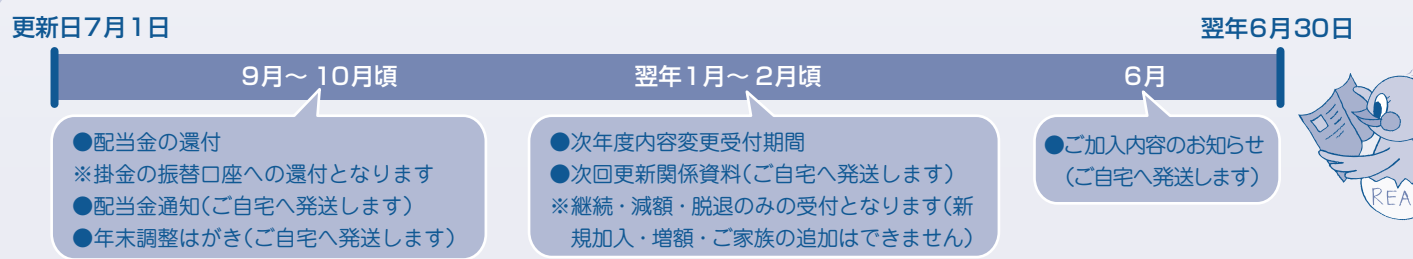 更新日7月1日
翌年6月30日
9月～10月頃
翌年1月～2月頃
6月
●配当金の還付
※掛金の振替口座への還付となります
●配当金通知(ご自宅へ発送します)
●年末調整はがき(ご自宅へ発送します)
●次年度内容変更受付期間
●次回更新関係資料(ご自宅へ発送します)
※継続・減額・脱退のみの受付となります(新
規加入・増額・ご家族の追加はできません)
●ご加入内容のお知らせ
(ご自宅へ発送します)
REA